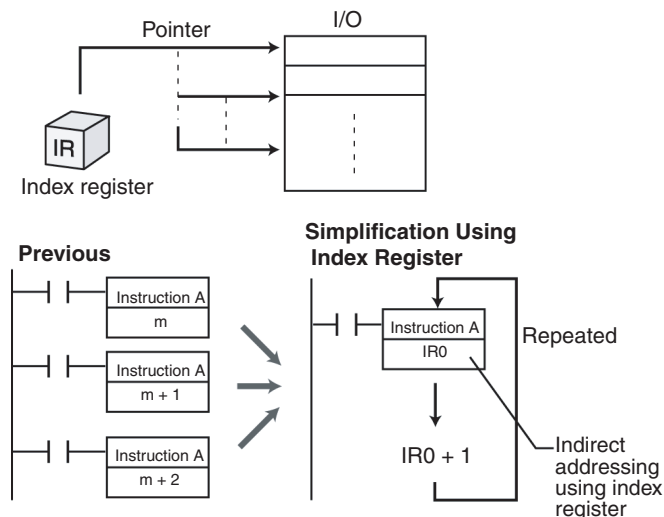 Pointer
I/O
IR
Index register
Previous
Instruction A
m
Instruction A
m + 1
Instruction A
m + 2
Simplification Using
Index Register
Instruction A
IR0
Repeated
IR0 + 1
Indirect
addressing
using index
register